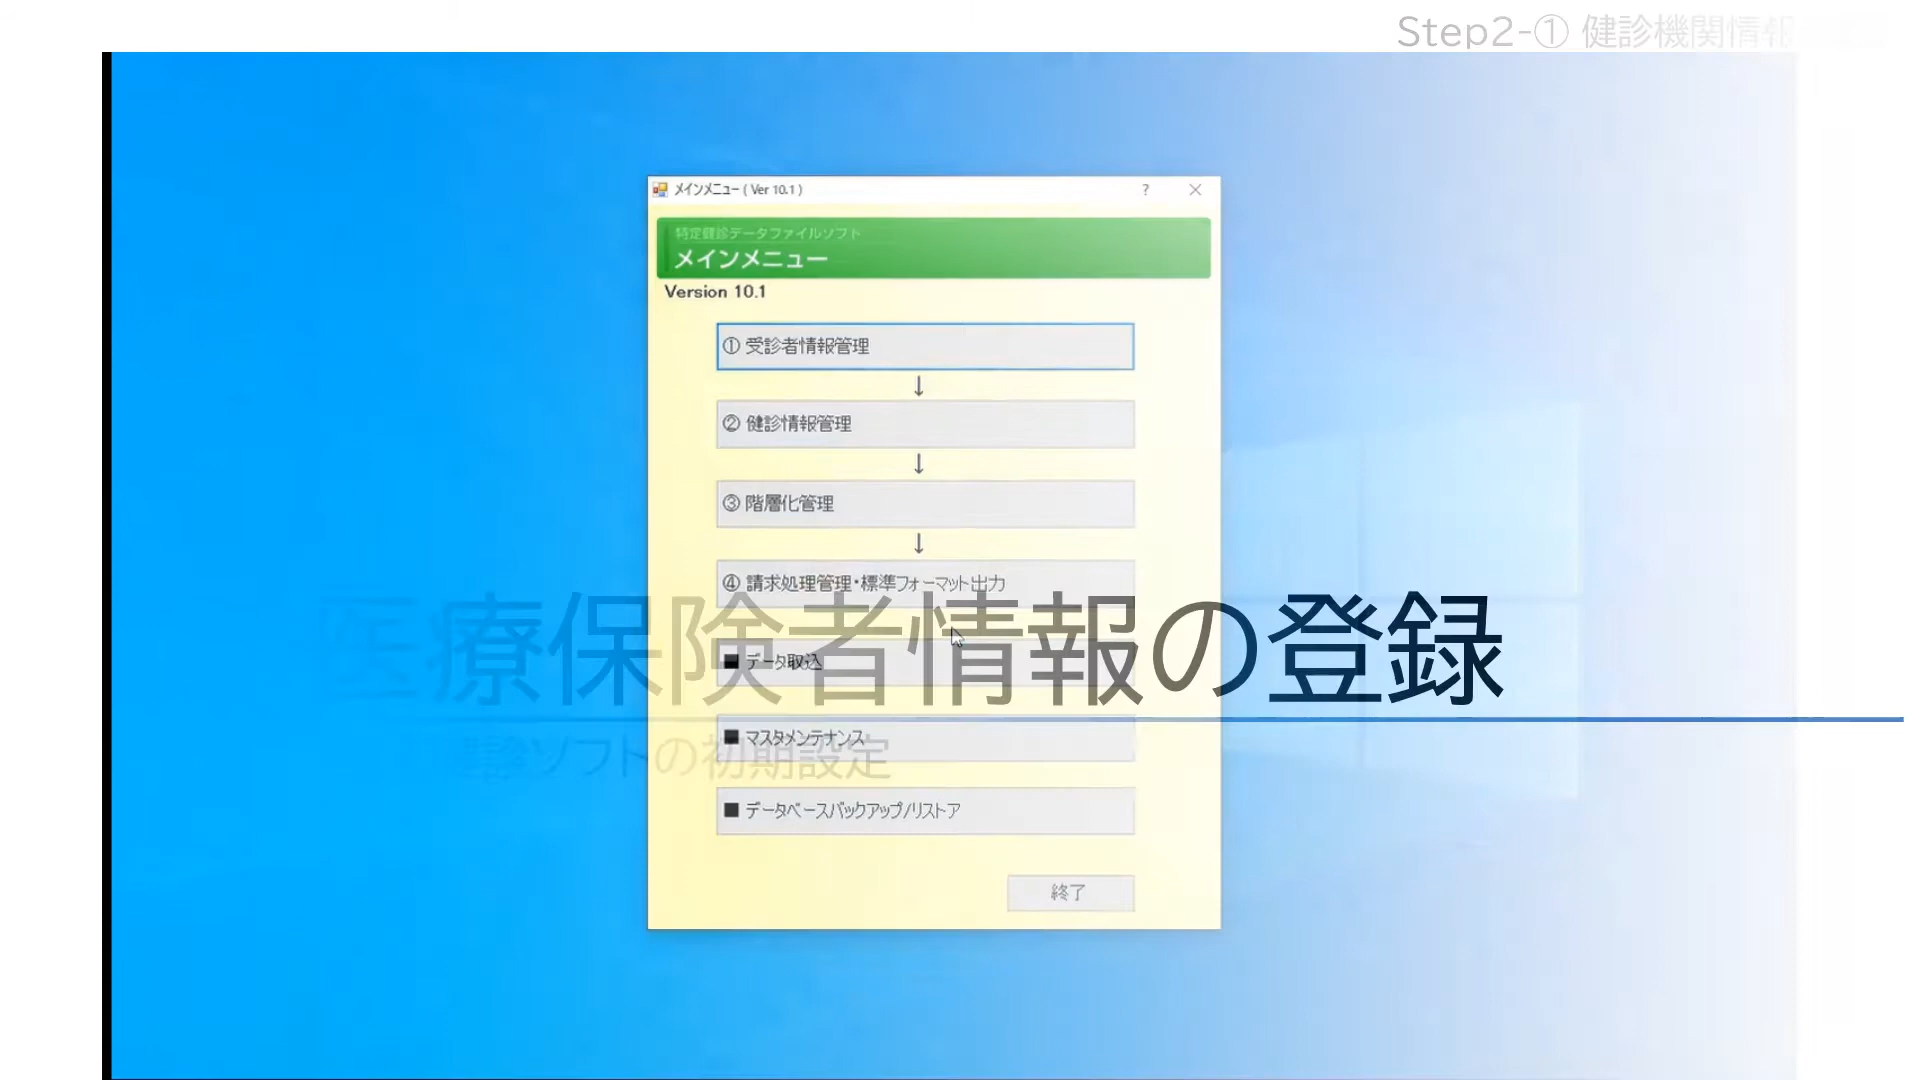 Step2-① 健診機関情報
メインメニュー ( Ver 10.1 )
特定健診データファイルソフト
メインメニュー
Version 10.1
① 受診者情報管理
↓
② 健診情報管理
↓
③ 階層化管理
↓
④ 請求処理管理・標準フォーマット出力
医療保険者情報の登録
■ データ取込
■ マスタメンテナンス
健診ソフトの初期設定
■ データベースバックアップ/リストア
終了